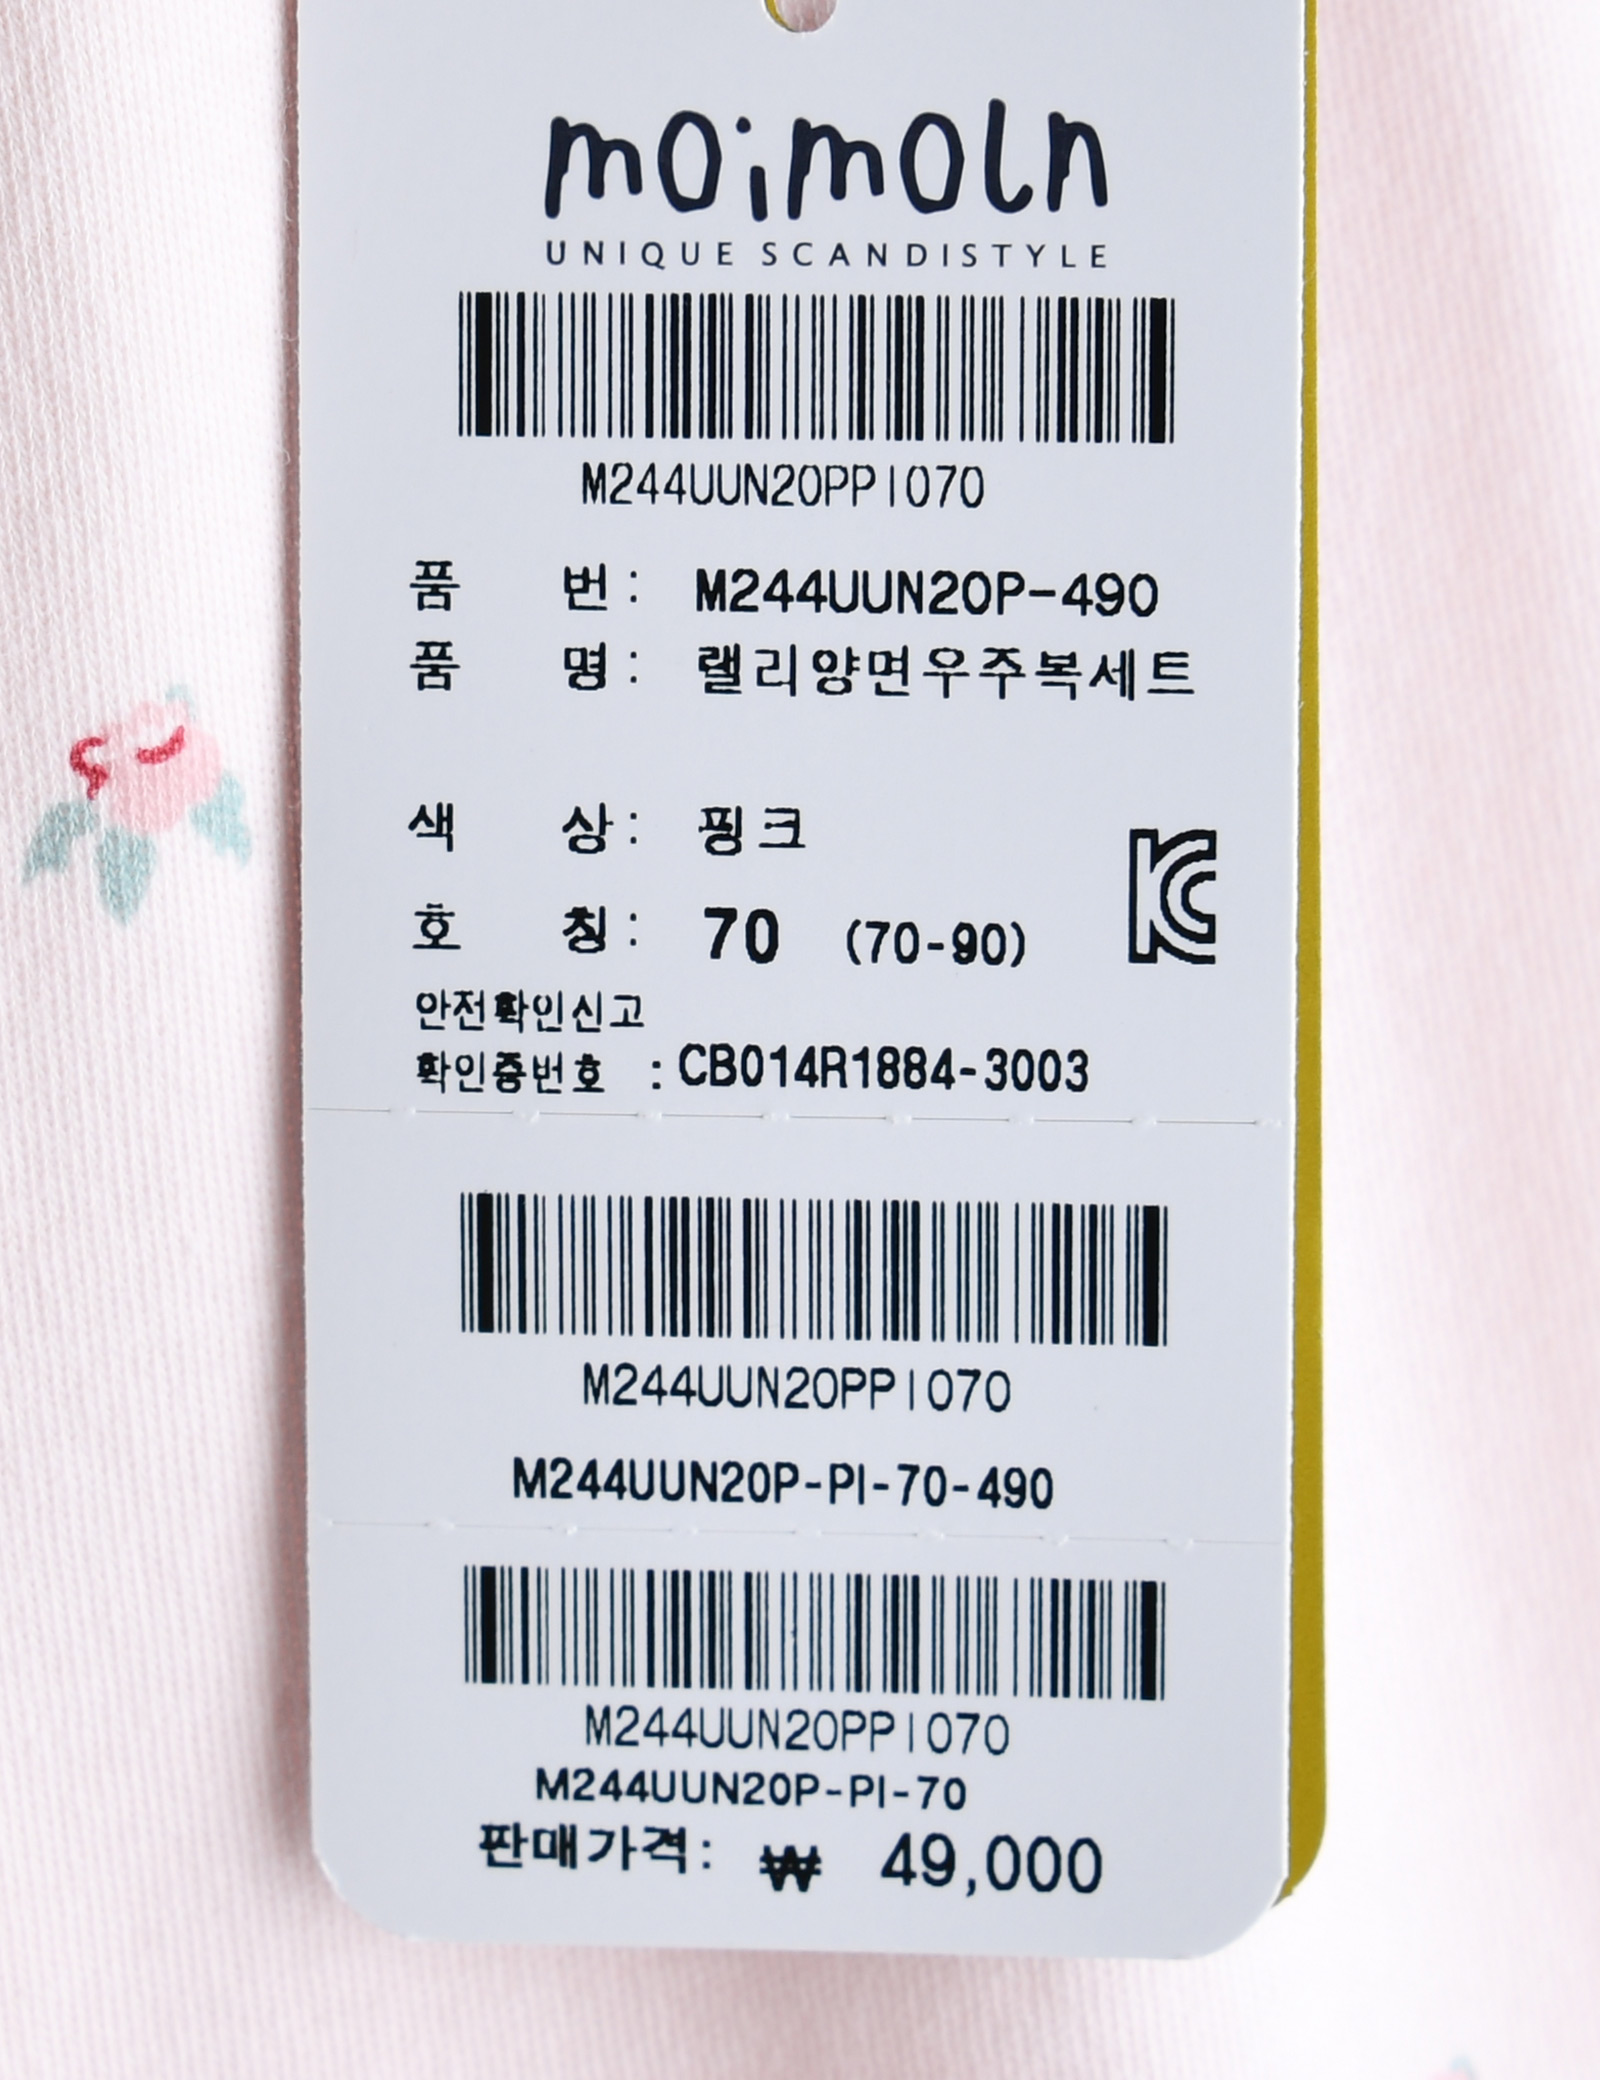 moimoln
UNIQUE SCANDISTYLE
M244UUN20PPI070
품 번 : M244UUN20P-490
품 명 : 랠리양면우주복세트
색 상 : 핑크
호 칭 : 70 (70-90)
안전확인신고
확인증번호 : CB014R1884-3003
M244UUN20PPI070
M244UUN20P-PI-70-490
M244UUN20PPI070
M244UUN20P-PI-70
판매가격 : ₩ 49,000